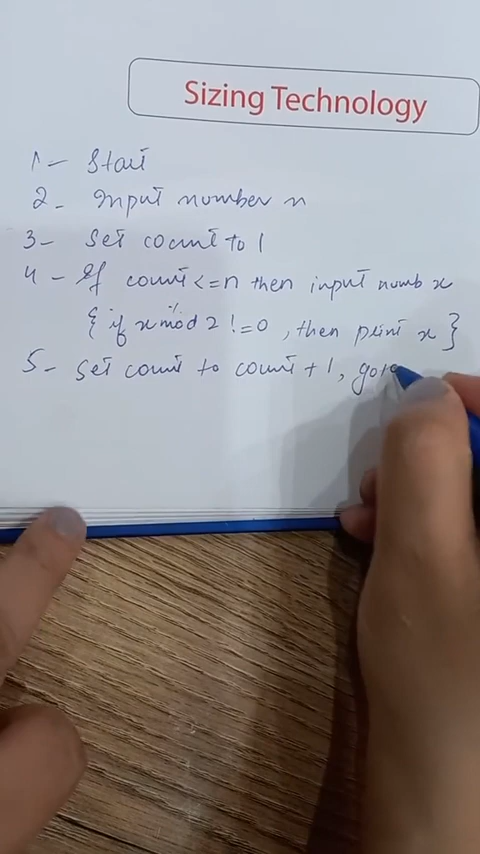 Sizing Technology
1- Start
2- Input number n
3- Set count to 1
4- If count <= n then input numb x
{ if x mod % 2 != 0 , then print x }
5- Set count to count + 1, goto